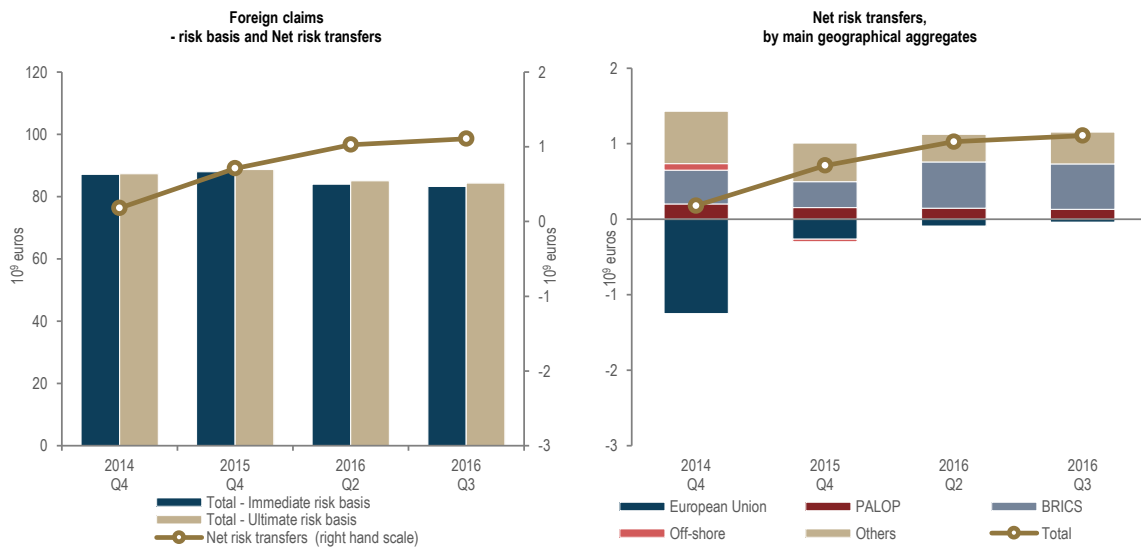 Foreign claims
- risk basis and Net risk transfers
120
100
80
60
40
20
0
10⁹ euros
2
1
0
-1
-2
-3
10⁹ euros
2014
Q4
2015
Q4
2016
Q2
2016
Q3
Total - Immediate risk basis
Total - Ultimate risk basis
Net risk transfers (right hand scale)
Net risk transfers,
by main geographical aggregates
2
1
0
-1
-2
-3
10⁹ euros
2014
Q4
2015
Q4
2016
Q2
2016
Q3
European Union
PALOP
BRICS
Off-shore
Others
Total